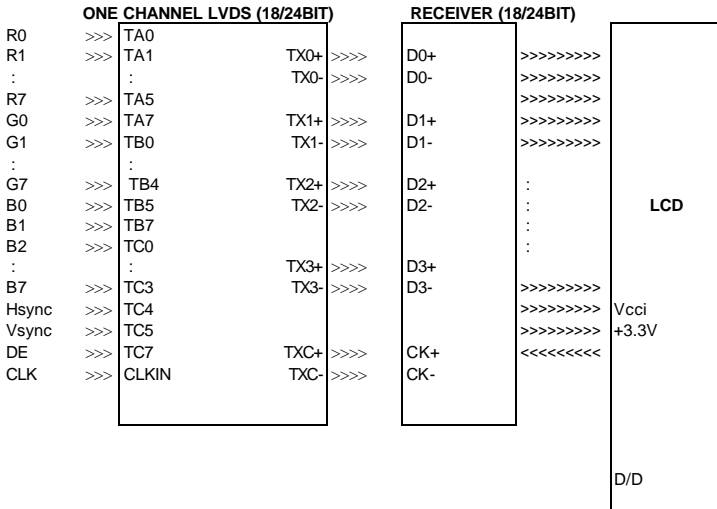 ONE CHANNEL LVDS (18/24BIT) RECEIVER (18/24BIT)
R0 >>> TA0
R1 >>> TA1 TX0+ >>>> D0+ >>>>>>>>>
: : TX0- >>>> D0- >>>>>>>>>
R7 >>> TA5 >>>>>>>>>
G0 >>> TA7 TX1+ >>>> D1+ >>>>>>>>>
G1 >>> TB0 TX1- >>>> D1- >>>>>>>>>
: :
G7 >>> TB4 TX2+ >>>> D2+ :
B0 >>> TB5 TX2- >>>> D2- : LCD
B1 >>> TB7 :
B2 >>> TC0 :
: : TX3+ >>>> D3+
B7 >>> TC3 TX3- >>>> D3- >>>>>>>>>
Hsync >>> TC4 >>>>>>>>> Vcci
Vsync >>> TC5 >>>>>>>>> +3.3V
DE >>> TC7 TXC+ >>>> CK+ <<<<<<<<<
CLK >>> CLKIN TXC- >>>> CK-
D/D